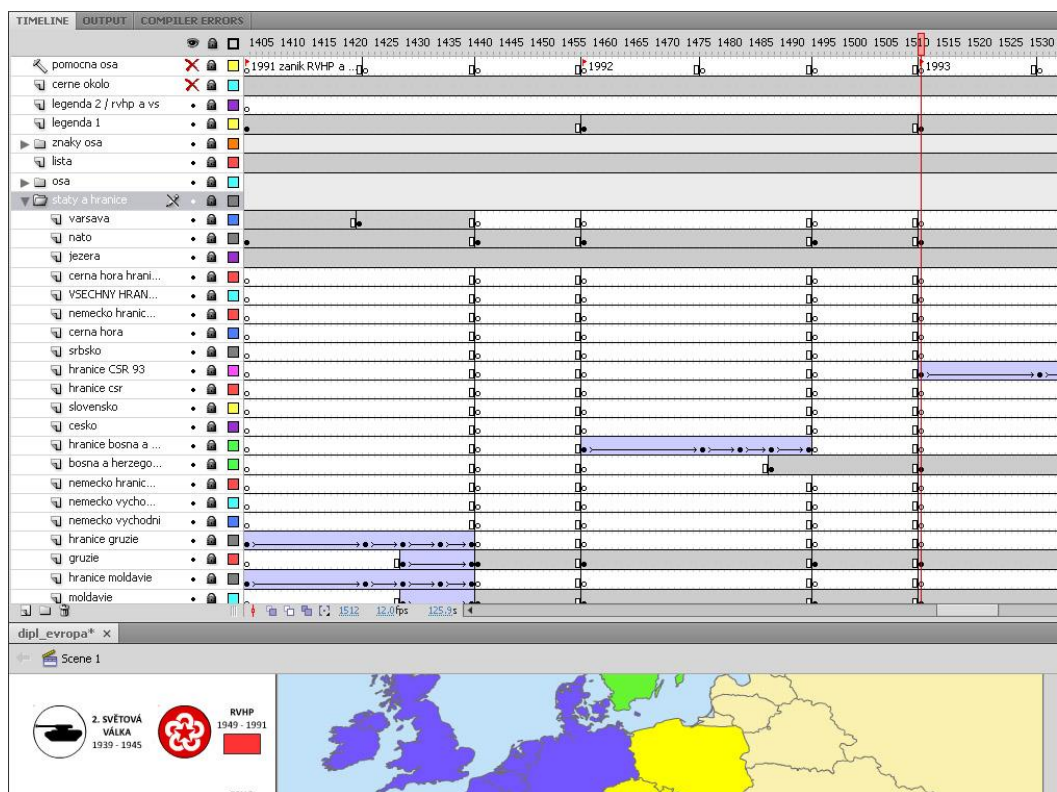 TIMELINE OUTPUT COMPILER ERRORS
1405 1410 1415 1420 1425 1430 1435 1440 1445 1450 1455 1460 1465 1470 1475 1480 1485 1490 1495 1500 1505 1510 1515 1520 1525 1530
pomocna osa 1991 zanik RVHP a ... 1992 1993
cerne okolo
legenda 2 / rvhp a vs
legenda 1
znaky osa
lista
osa
staty a hranice
varsava
nato
jezera
cerna hora hrani...
VSECHNY HRAN...
nemecko hranic...
cerna hora
srbsko
hranice CSR 93
hranice csr
slovensko
cesko
hranice bosna a ...
bosna a herzego...
nemecko hranic...
nemecko vycho...
nemecko vychodni
hranice gruzie
gruzie
hranice moldavie
moldavie
1512 12.0fps 125.9s
dipl_evropa* ×
Scene 1
2. SVĚTOVÁ
VÁLKA
1939 - 1945
RVHP
1949 - 1991